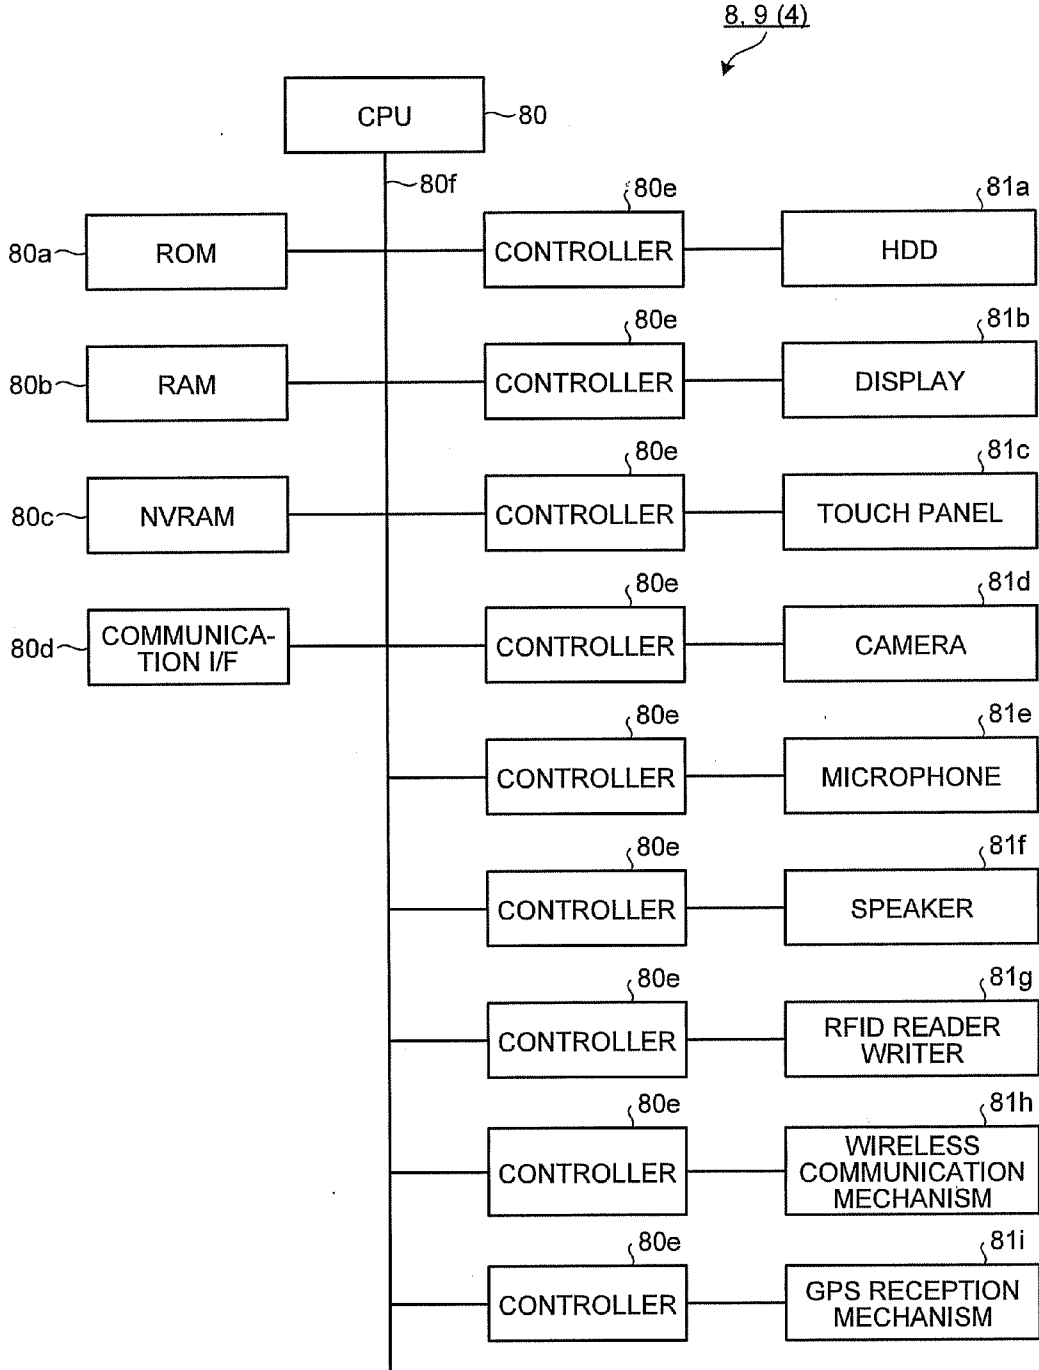 8, 9 (4)
CPU
80
80f
80e
81a
80a
ROM
CONTROLLER
HDD
80e
81b
80b
RAM
CONTROLLER
DISPLAY
80e
81c
80c
NVRAM
CONTROLLER
TOUCH PANEL
80e
81d
80d
COMMUNICA-
TION I/F
CONTROLLER
CAMERA
80e
81e
CONTROLLER
MICROPHONE
80e
81f
CONTROLLER
SPEAKER
80e
81g
CONTROLLER
RFID READER
WRITER
80e
81h
CONTROLLER
WIRELESS
COMMUNICATION
MECHANISM
80e
81i
CONTROLLER
GPS RECEPTION
MECHANISM